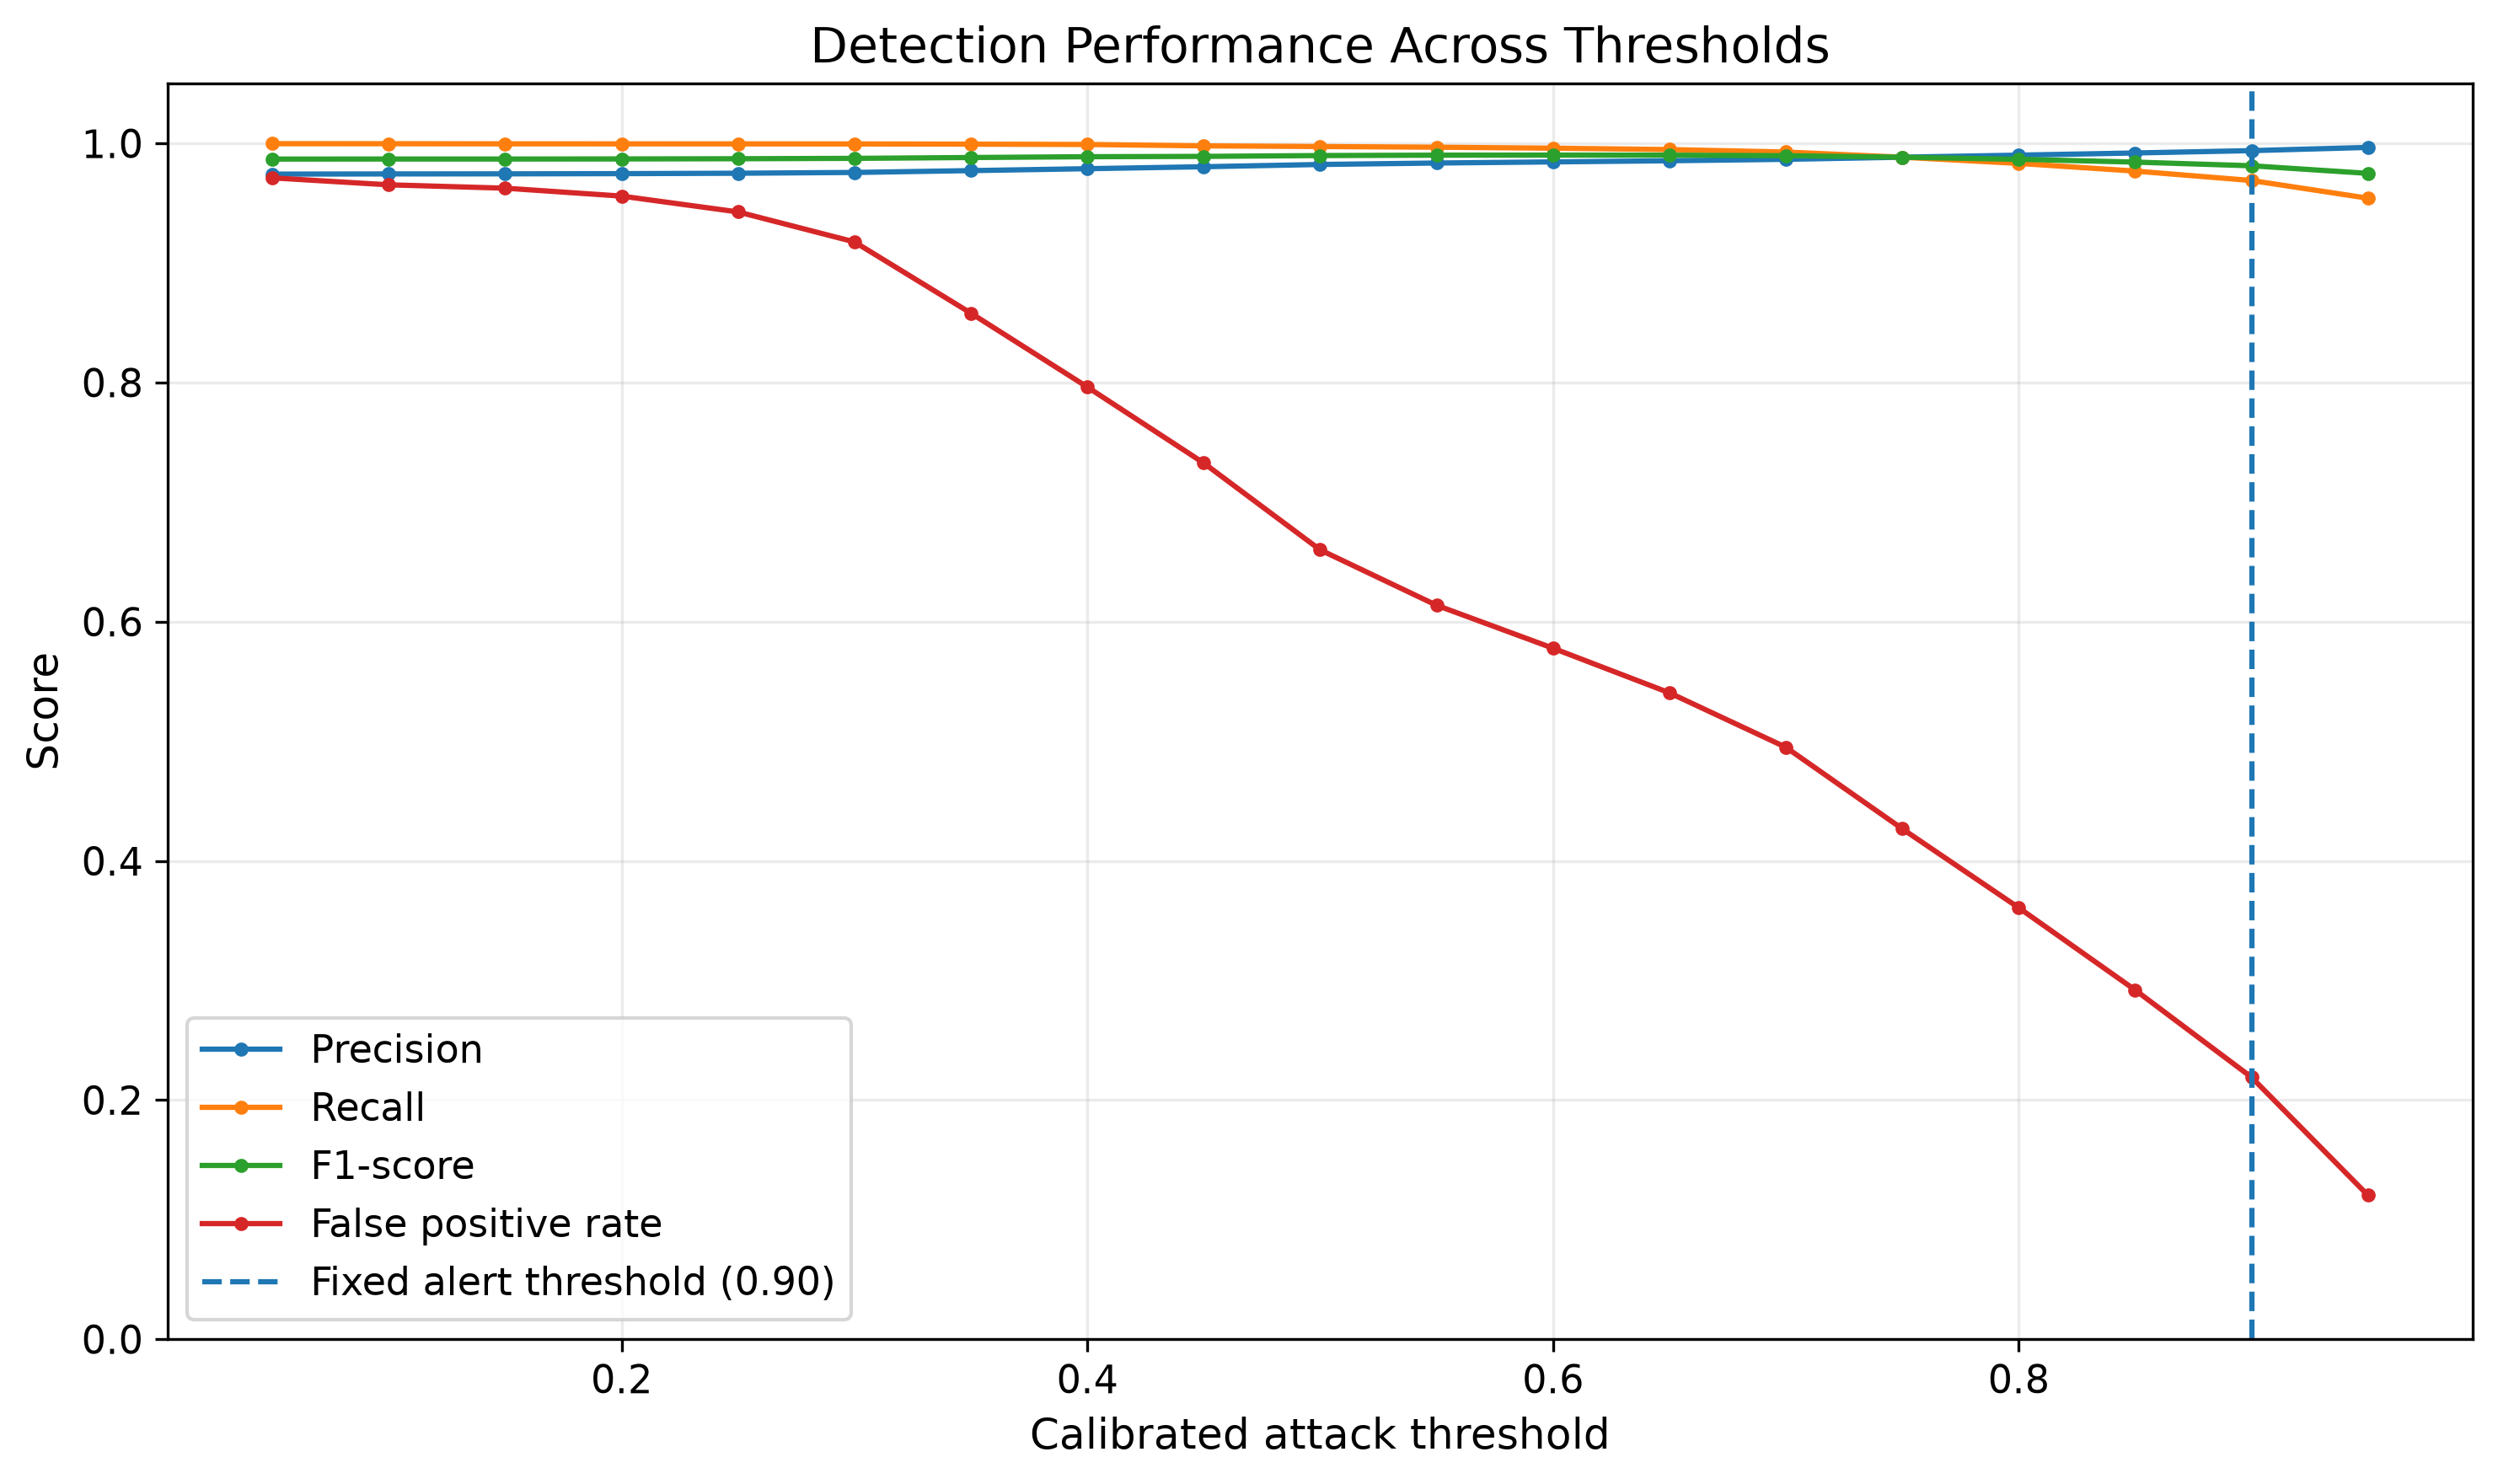 Detection Performance Across Thresholds
1.0
0.8
0.6
0.4
0.2
0.0
Score
Precision
Recall
F1-score
False positive rate
Fixed alert threshold (0.90)
0.2 0.4 0.6 0.8
Calibrated attack threshold